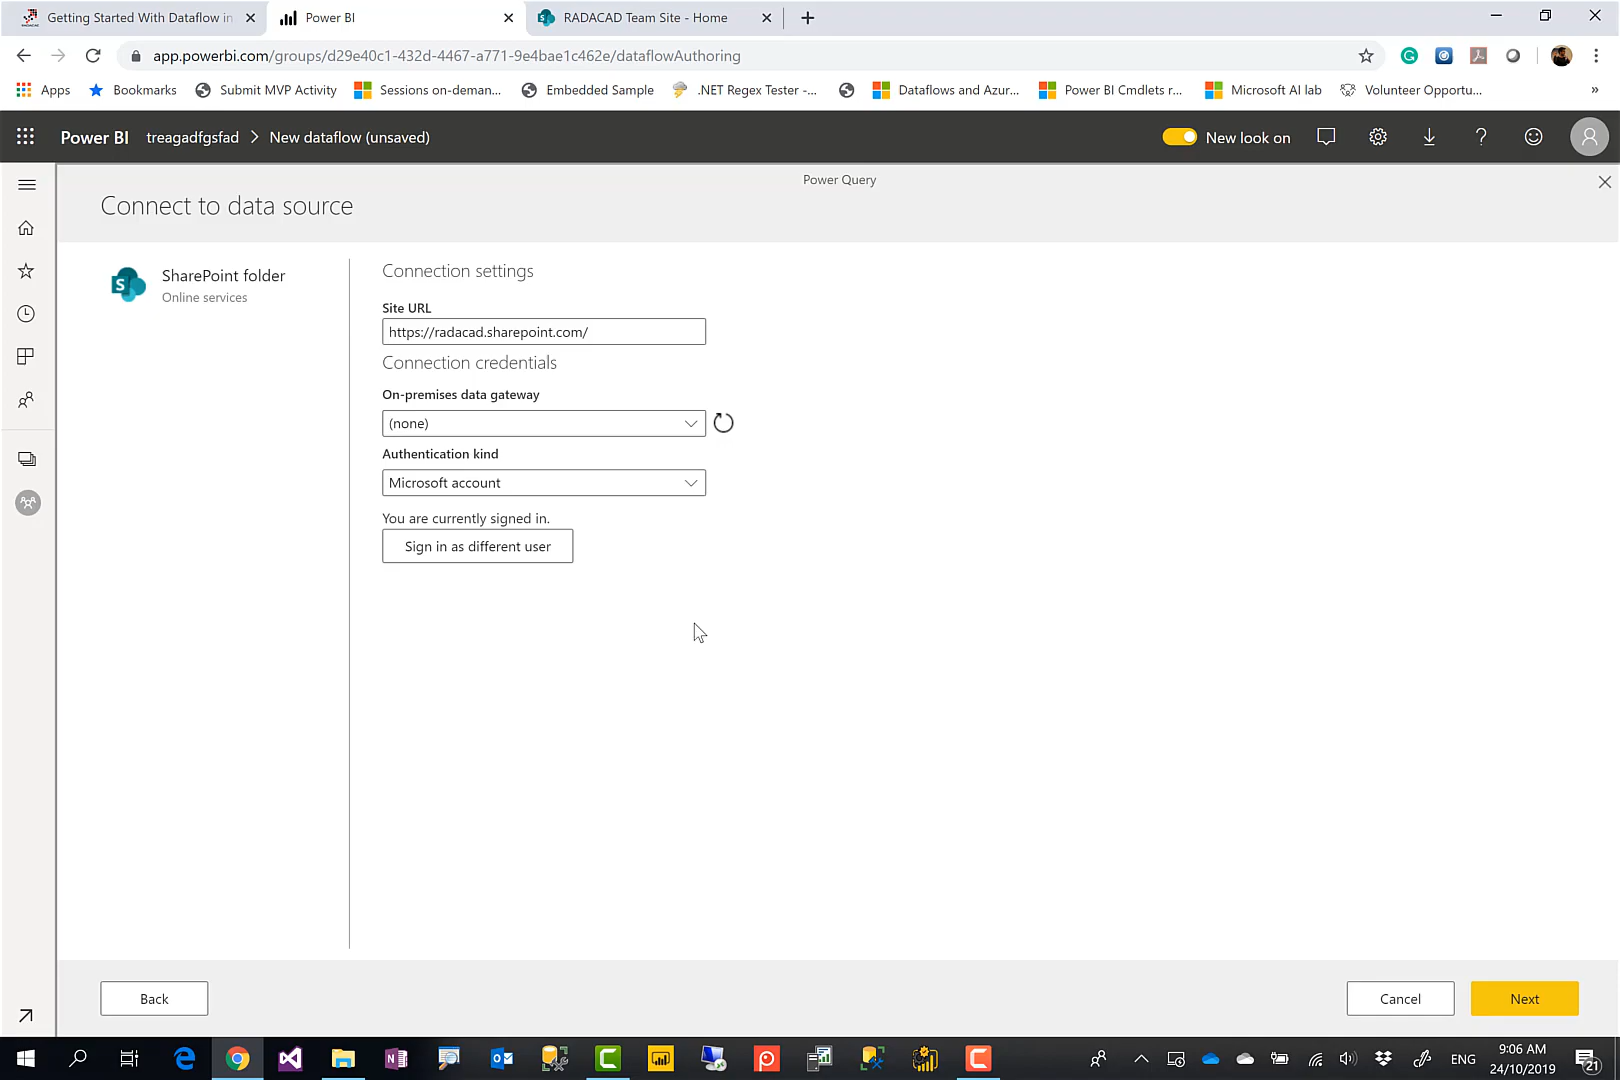 Getting Started With Dataflow in
Power BI
RADACAD Team Site - Home
app.powerbi.com/groups/d29e40c1-432d-4467-a771-9e4bae1c462e/dataflowAuthoring
Apps
Bookmarks
Submit MVP Activity
Sessions on-deman...
Embedded Sample
.NET Regex Tester -...
Dataflows and Azur...
Power BI Cmdlets r...
Microsoft AI lab
Volunteer Opportu...
»
Power BI treagadfgsfad > New dataflow (unsaved)
New look on
Power Query
Connect to data source
SharePoint folder
Online services
Connection settings
Site URL
https://radacad.sharepoint.com/
Connection credentials
On-premises data gateway
(none)
Authentication kind
Microsoft account
You are currently signed in.
Sign in as different user
Back
Cancel
Next
ENG
9:06 AM
24/10/2019
21